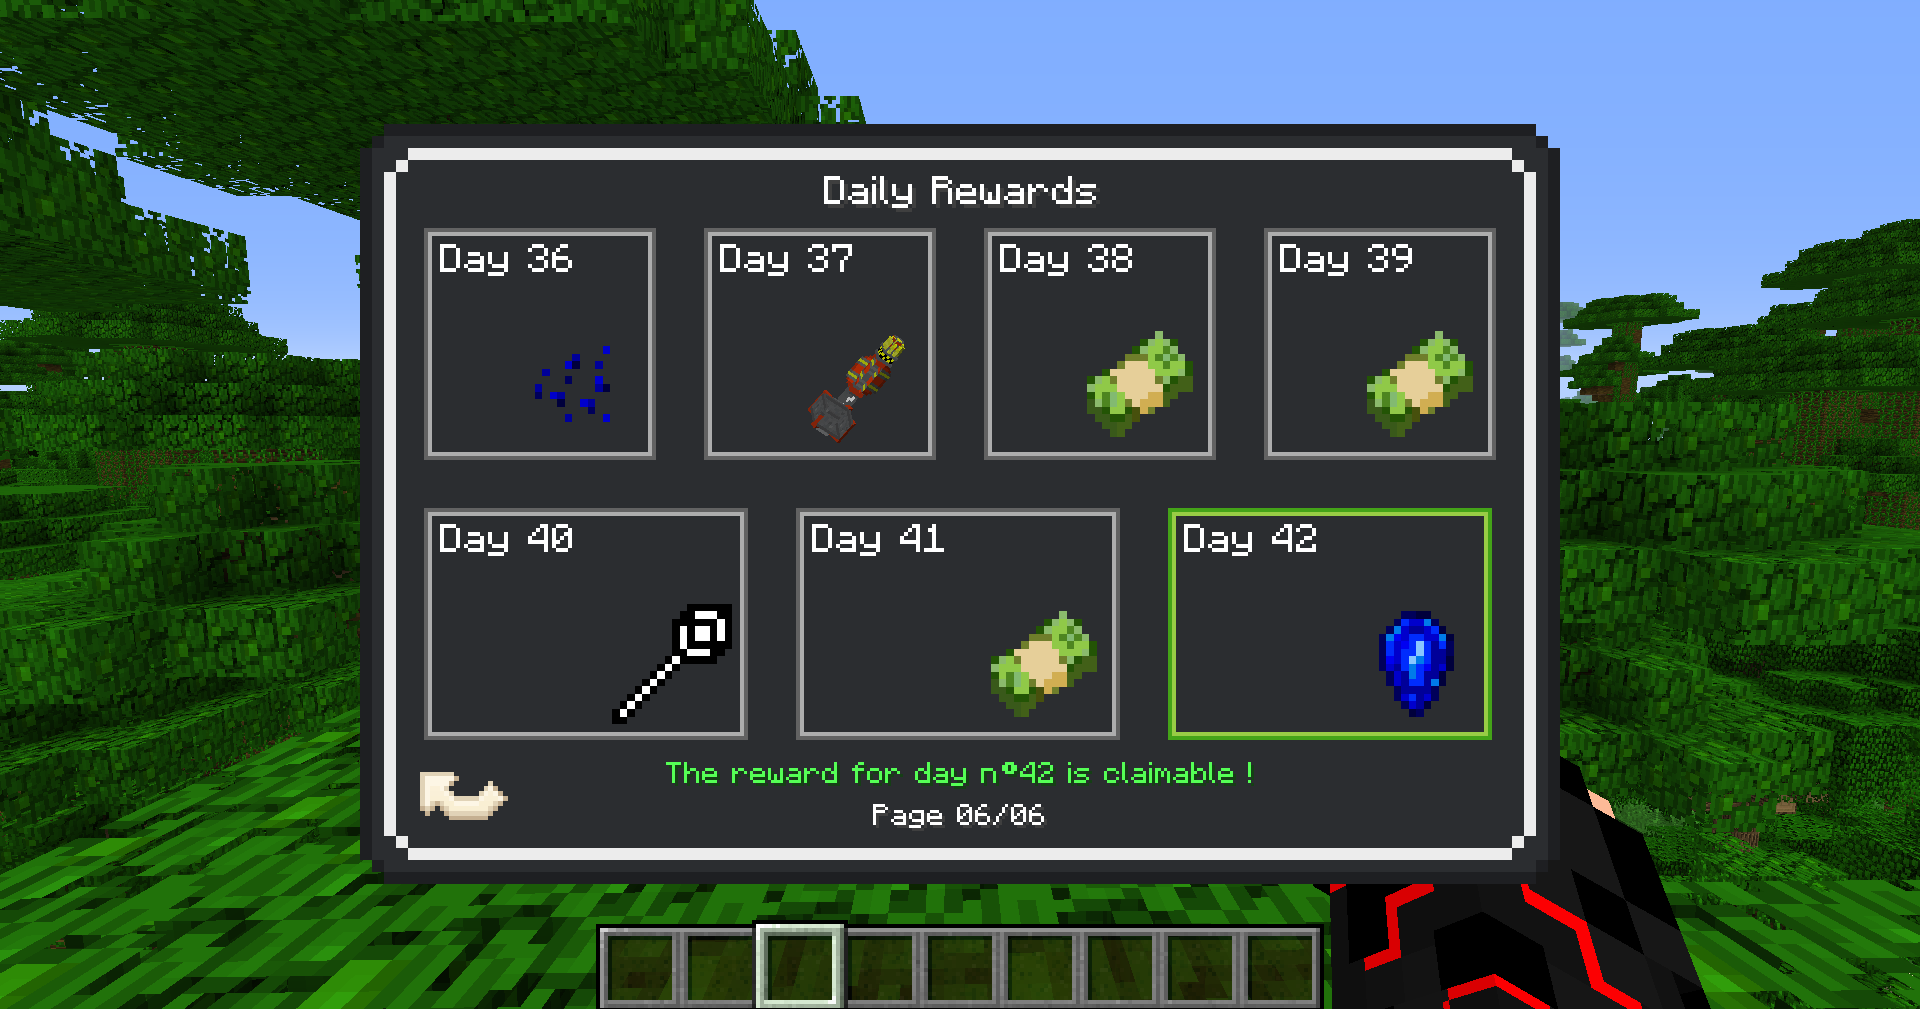 Daily Rewards
Day 36
Day 37
Day 38
Day 39
Day 40
Day 41
Day 42
The reward for day n°42 is claimable !
Page 06/06